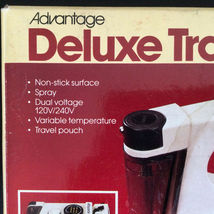 Advantage
Deluxe Tra
• Non-stick surface
• Spray
• Dual voltage
120V/240V
• Variable temperature
• Travel pouch